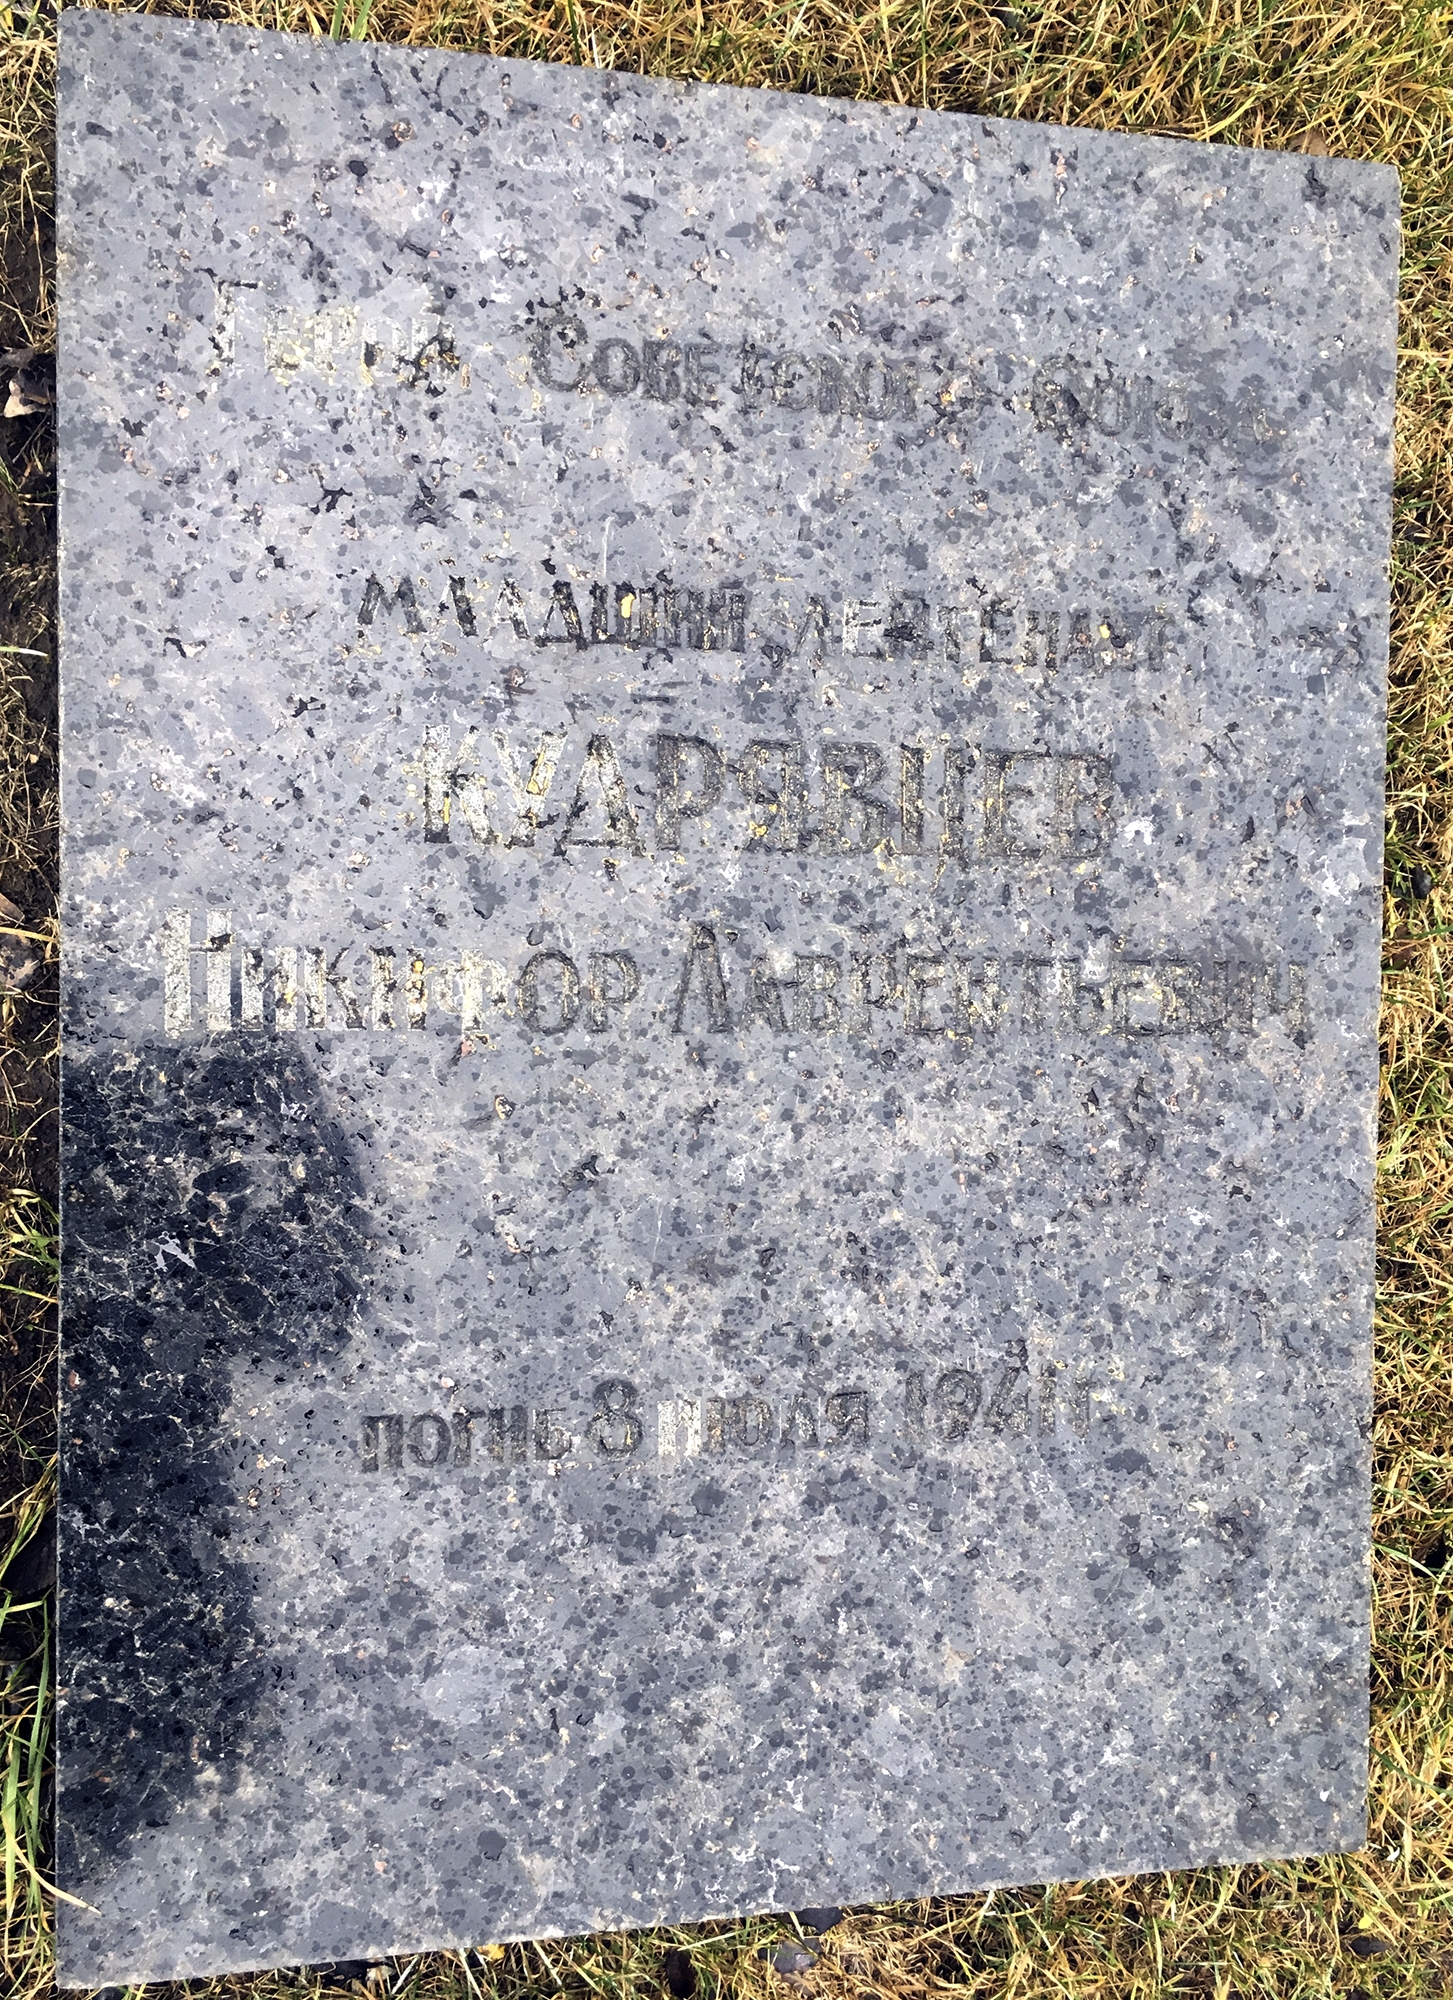 Герой Советского Союза
младший лейтенант
КУДРЯВЦЕВ
Никифор Лаврентьевич
погиб 8 июля 1941 г.